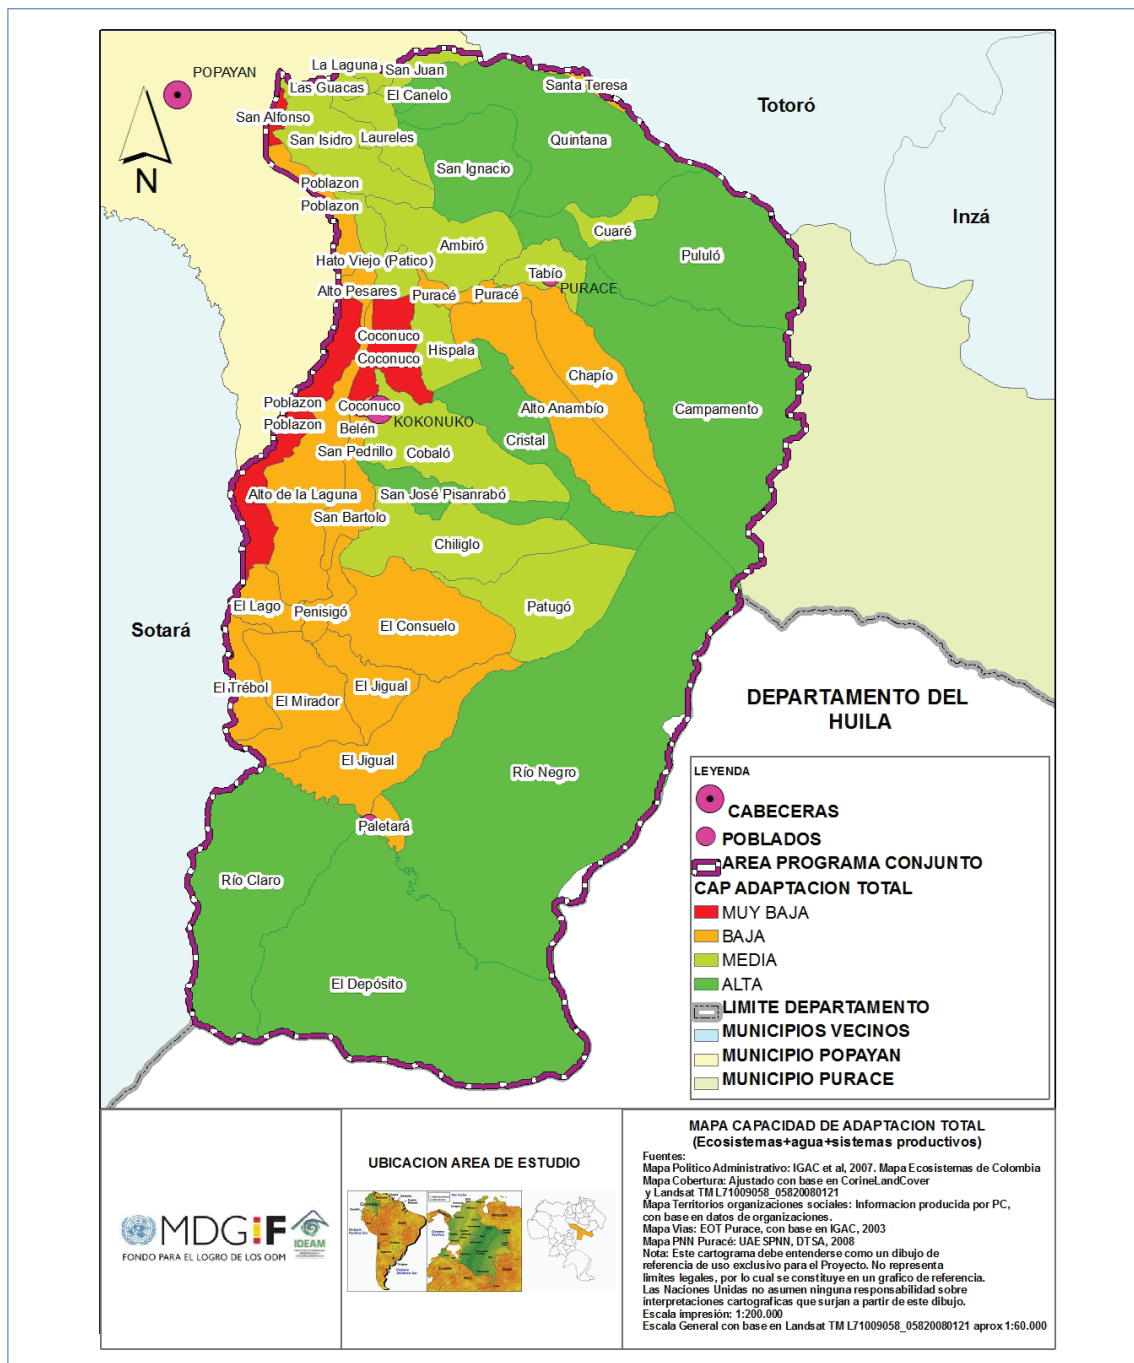 POPAYAN
La Laguna
San Juan
Las Guacas
El Canelo
Santa Teresa
Totoró
San Alfonso
San Isidro
Laureles
Quintana
San Ignacio
N
Poblazon
Poblazon
Inzá
Cuaré
Ambiró
Pululó
Hato Viejo (Patico)
Tabío
PURACE
Alto Pesares
Puracé
Puracé
Coconuco
Hispala
Coconuco
Chapío
Poblazon
Coconuco
Alto Anambío
Campamento
Poblazon
KOKONUKO
Belén
Cristal
San Pedrillo
Cobaló
Alto de la Laguna
San José Pisanrabó
San Bartolo
Chiliglo
El Lago
Penisigó
Patugó
Sotará
El Consuelo
El Trébol
El Jigual
El Mirador
DEPARTAMENTO DEL
HUILA
El Jigual
Río Negro
Paletará
Río Claro
El Depósito
LEYENDA
CABECERAS
POBLADOS
AREA PROGRAMA CONJUNTO
CAP ADAPTACION TOTAL
MUY BAJA
BAJA
MEDIA
ALTA
LIMITE DEPARTAMENTO
MUNICIPIOS VECINOS
MUNICIPIO POPAYAN
MUNICIPIO PURACE
MDGIF
FONDO PARA EL LOGRO DE LOS ODM
IDEAM
UBICACION AREA DE ESTUDIO
MAPA CAPACIDAD DE ADAPTACION TOTAL
(Ecosistemas+agua+sistemas productivos)
Fuentes:
Mapa Politico Administrativo: IGAC et al, 2007. Mapa Ecosistemas de Colombia
Mapa Cobertura: Ajustado con base en CorineLandCover
y Landsat TM L71009058_05820080121
Mapa Territorios organizaciones sociales: Informacion producida por PC,
con base en datos de organizaciones.
Mapa Vias: EOT Purace, con base en IGAC, 2003
Mapa PNN Puracé: UAESPNN, DTSA, 2008
Nota: Este cartograma debe entenderse como un dibujo de
referencia de uso exclusivo para el Proyecto. No representa
limites legales, por lo cual se constituye en un grafico de referencia.
Las Naciones Unidas no asumen ninguna responsabilidad sobre
interpretaciones cartograficas que surjan a partir de este dibujo.
Escala impresión: 1:200.000
Escala General con base en Landsat TM L71009058_05820080121 aprox 1:60.000